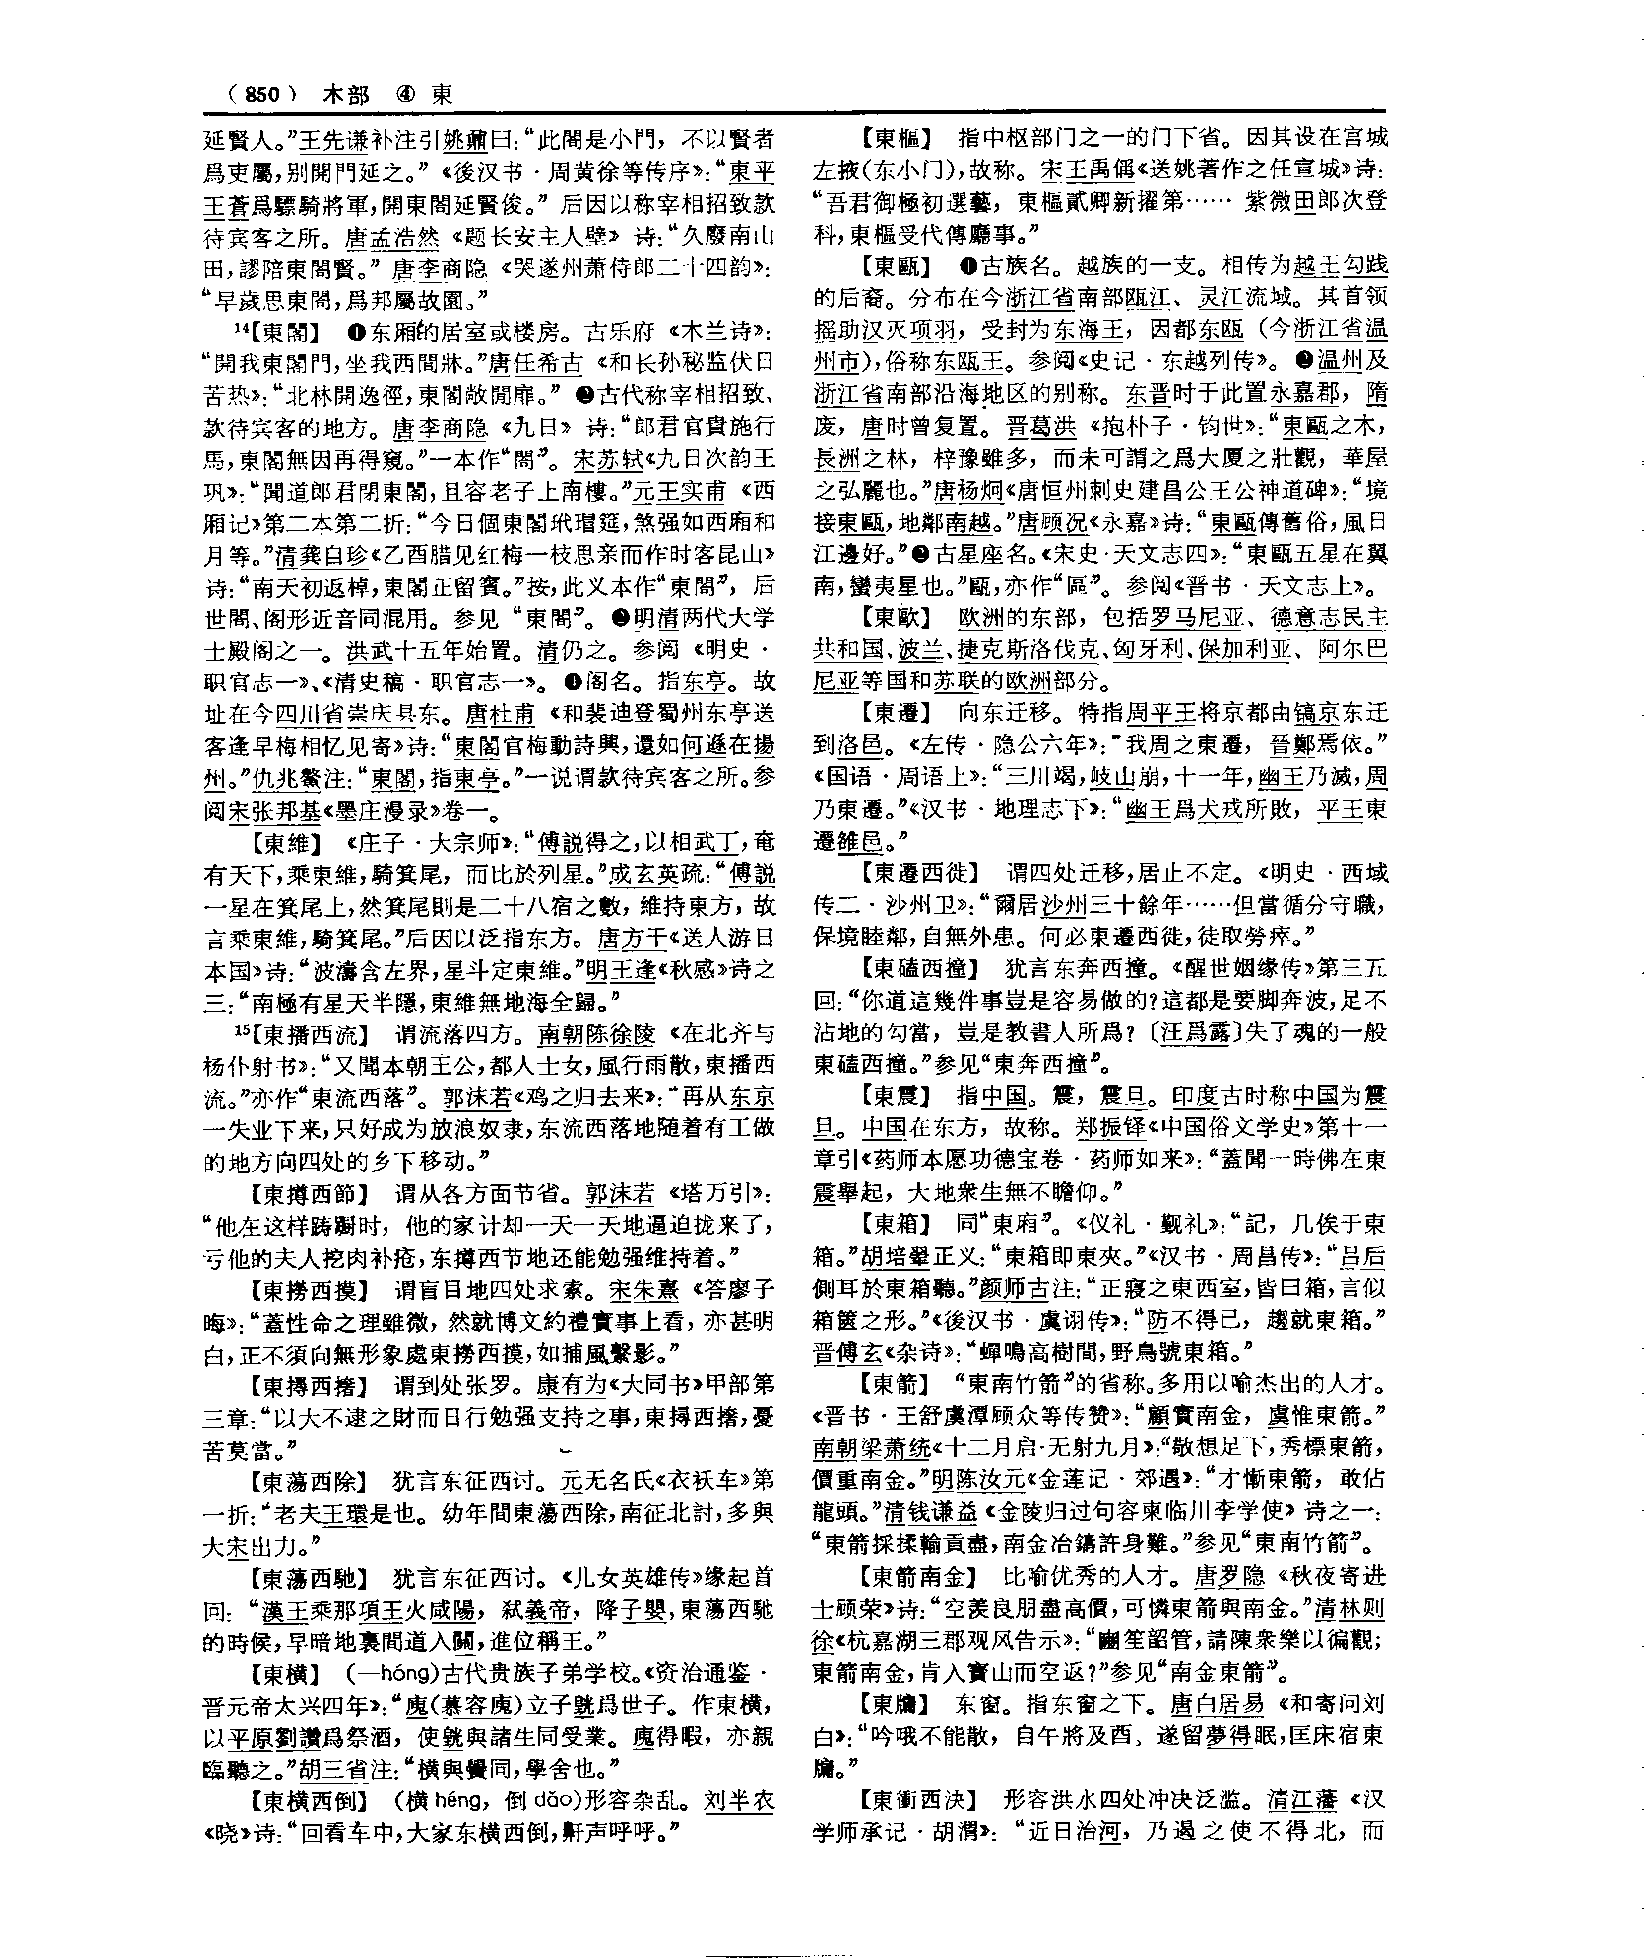 （850） 木部 ④ 東
延賢人。”王先谦补注引姚鼐曰：“此閤是小門，不以賢者
爲吏屬，别開門延之。”《後汉书·周黄徐等传序》：“東平
王蒼爲驃騎將軍，開東閤延賢俊。” 后因以称宰相招致款
待宾客之所。唐孟浩然《题长安主人壁》诗：“久廢南山
田，謬陪東閤賢。”唐李商隐《哭遂州萧侍郎二十四韵》：
“早歲思東閤，爲邦屬故園。”
14【東閣】 ❶东厢的居室或楼房。古乐府《木兰诗》：
“開我東閣門，坐我西間牀。”唐任希古《和长孙秘监伏日
苦热》：“北林開逸徑，東閣敞閒扉。” ❷古代称宰相招致、
款待宾客的地方。唐李商隐《九日》诗：“郎君官貴施行
馬，東閣無因再得窺。”一本作“閤”。宋苏轼《九日次韵王
巩》：“聞道郎君閉東閣，且容老子上南樓。”元王实甫《西
厢记》第二本第二折：“今日個東閣玳瑁筵，煞强如西厢和
月等。”清龚自珍《乙酉腊见红梅一枝思亲而作时客昆山》
诗：“南天初返棹，東閣正留賓。”按，此义本作“東閤”，后
世閤、阁形近音同混用。参见“東閤”。❸明清两代大学
士殿阁之一。洪武十五年始置。清仍之。参阅《明史·
职官志一》、《清史稿·职官志一》。❹阁名。指东亭。故
址在今四川省崇庆县东。唐杜甫《和裴迪登蜀州东亭送
客逢早梅相忆见寄》诗：“東閣官梅動詩興，還如何遜在揚
州。”仇兆鳌注：“東閣，指東亭。”一说谓款待宾客之所。参
阅宋张邦基《墨庄漫录》卷一。
【東維】 《庄子·大宗师》：“傅説得之，以相武丁，奄
有天下，乘東維，騎箕尾，而比於列星。”成玄英疏：“傅説
一星在箕尾上，然箕尾則是二十八宿之數，維持東方，故
言乘東維，騎箕尾。”后因以泛指东方。唐方干《送人游日
本国》诗：“波濤含左界，星斗定東維。”明王逢《秋感》诗之
三：“南極有星天半隱，東維無地海全歸。”
15【東播西流】 谓流落四方。南朝陈徐陵《在北齐与
杨仆射书》：“又聞本朝王公，都人士女，風行雨散，東播西
流。”亦作“東流西落”。郭沫若《鸡之归去来》：“再从东京
一失业下来，只好成为放浪奴隶，东流西落地随着有工做
的地方向四处的乡下移动。”
【東撙西節】 谓从各方面节省。郭沫若《塔万引》：
“他在这样踌躕时，他的家计却一天一天地逼迫拢来了，
亏他的夫人挖肉补疮，东撙西节地还能勉强维持着。”
【東撈西摸】 谓盲目地四处求索。宋朱熹《答廖子
晦》：“蓋性命之理雖微，然就博文約禮實事上看，亦甚明
白，正不須向無形象處東撈西摸，如捕風繫影。”
【東撏西撦】 谓到处张罗。康有为《大同书》甲部第
三章：“以大不逮之財而日行勉强支持之事，東撏西撦，憂
苦莫當。”
【東蕩西除】 犹言东征西讨。元无名氏《衣袄车》第
一折：“老夫王環是也。幼年間東蕩西除，南征北討，多與
大宋出力。”
【東蕩西馳】 犹言东征西讨。《儿女英雄传》缘起首
回：“漢王乘那項王火咸陽，弑義帝，降子嬰，東蕩西馳
的時候，早暗地裏間道入關，進位稱王。”
【東横】 （—hóng）古代贵族子弟学校。《资治通鉴·
晋元帝太兴四年》：“廆（慕容廆）立子皝爲世子。作東横，
以平原劉讚爲祭酒，使皝與諸生同受業。廆得暇，亦親
臨聽之。”胡三省注：“横與黌同，學舍也。”
【東横西倒】 （横 héng，倒 dǎo）形容杂乱。刘半农
《晓》诗：“回看车中，大家东横西倒，鼾声呼呼。”
【東樞】 指中枢部门之一的门下省。因其设在宫城
左掖（东小门），故称。宋王禹偁《送姚著作之任宣城》诗：
“吾君御極初選藝，東樞貳卿新擢第…… 紫微田郎次登
科，東樞受代傳廳事。”
【東甌】 ❶古族名。越族的一支。相传为越王勾践
的后裔。分布在今浙江省南部瓯江、灵江流域。其首领
摇助汉灭项羽，受封为东海王，因都东瓯（今浙江省温
州市），俗称东瓯王。参阅《史记·东越列传》。❷温州及
浙江省南部沿海地区的别称。东晋时于此置永嘉郡，隋
废，唐时曾复置。晋葛洪《抱朴子·钧世》：“東甌之木，
長洲之林，梓豫雖多，而未可謂之爲大厦之壯觀，華屋
之弘麗也。”唐杨炯《唐恒州刺史建昌公王公神道碑》：“境
接東甌，地鄰南越。”唐顾况《永嘉》诗：“東甌傳舊俗，風日
江邊好。”❸古星座名。《宋史·天文志四》：“東甌五星在翼
南，蠻夷星也。”甌，亦作“區”。参阅《晋书·天文志上》。
【東歐】 欧洲的东部，包括罗马尼亚、德意志民主
共和国、波兰、捷克斯洛伐克、匈牙利、保加利亚、阿尔巴
尼亚等国和苏联的欧洲部分。
【東遷】 向东迁移。特指周平王将京都由镐京东迁
到洛邑。《左传·隐公六年》：“我周之東遷，晉鄭焉依。”
《国语·周语上》：“三川竭，岐山崩，十一年，幽王乃滅，周
乃東遷。”《汉书·地理志下》：“幽王爲犬戎所敗，平王東
遷雒邑。”
【東遷西徙】 谓四处迁移，居止不定。《明史·西域
传二·沙州卫》：“爾居沙州三十餘年……但當循分守職，
保境睦鄰，自無外患。何必東遷西徙，徒取勞瘁。”
【東磕西撞】 犹言东奔西撞。《醒世姻缘传》第三五
回：“你道這幾件事豈是容易做的？這都是要脚奔波，足不
沾地的勾當，豈是教書人所爲？〔汪爲露〕失了魂的一般
東磕西撞。”参见“東奔西撞”。
【東震】 指中国。震，震旦。印度古时称中国为震
旦。中国在东方，故称。郑振铎《中国俗文学史》第十一
章引《药师本愿功德宝卷·药师如来》：“蓋聞一時佛在東
震舉起，大地衆生無不瞻仰。”
【東箱】 同“東廂”。《仪礼·觐礼》：“記，几俟于東
箱。”胡培翬正义：“東箱即東夾。”《汉书·周昌传》：“吕后
側耳於東箱聽。”颜师古注：“正寢之東西室，皆曰箱，言似
箱篋之形。”《後汉书·虞诩传》：“防不得已，趨就東箱。”
晋傅玄《杂诗》：“蟬鳴高樹間，野鳥號東箱。”
【東箭】 “東南竹箭”的省称。多用以喻杰出的人才。
《晋书·王舒虞潭顾众等传赞》：“顧實南金，虞惟東箭。”
南朝梁萧统《十二月启·无射九月》：“敬想足下，秀標東箭，
價重南金。”明陈汝元《金莲记·郊遇》：“才慚東箭，敢佔
龍頭。”清钱谦益《金陵归过句容柬临川李学使》诗之一：
“東箭採揉輸貢盡，南金冶鑄許身難。”参见“東南竹箭”。
【東箭南金】 比喻优秀的人才。唐罗隐《秋夜寄进
士顾荣》诗：“空羨良朋盡高價，可憐東箭與南金。”清林则
徐《杭嘉湖三郡观风告示》：“豳笙韶管，請陳衆樂以徧觀；
東箭南金，肯入寶山而空返？”参见“南金東箭”。
【東牖】 东窗。指东窗之下。唐白居易《和寄问刘
白》：“吟哦不能散，自午將及酉。遂留夢得眠，匡床宿東
牖。”
【東衝西決】 形容洪水四处冲决泛滥。清江藩《汉
学师承记·胡渭》：“近日治河，乃遏之使不得北，而